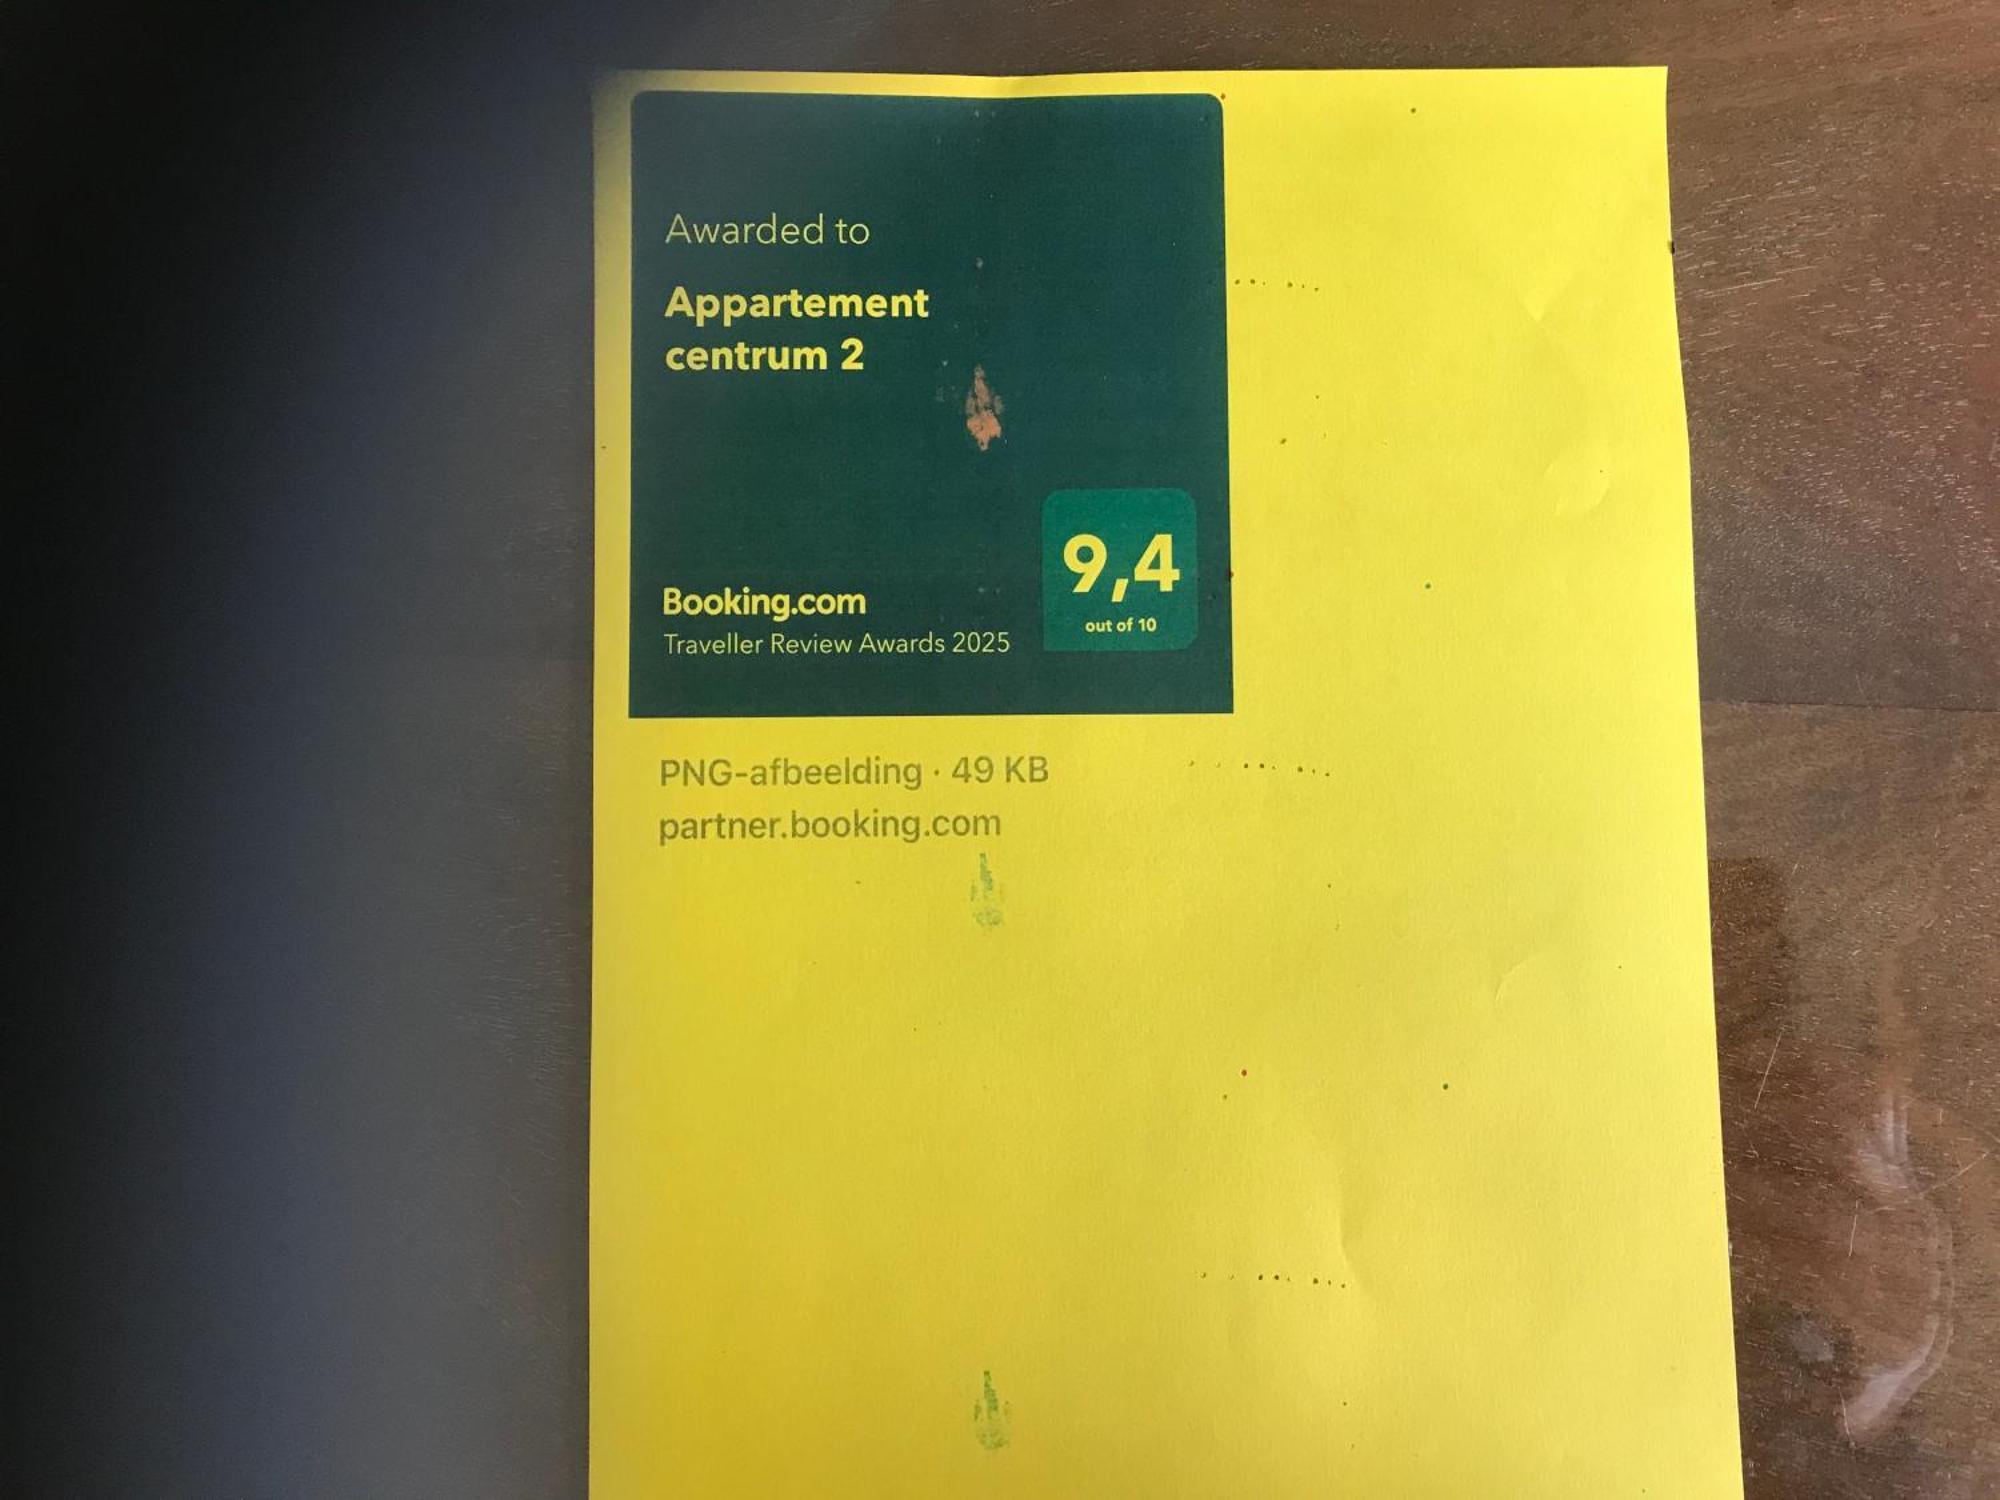 Awarded to
Appartement
centrum 2
9,4
out of 10
Booking.com
Traveller Review Awards 2025
PNG-afbeelding · 49 KB
partner.booking.com